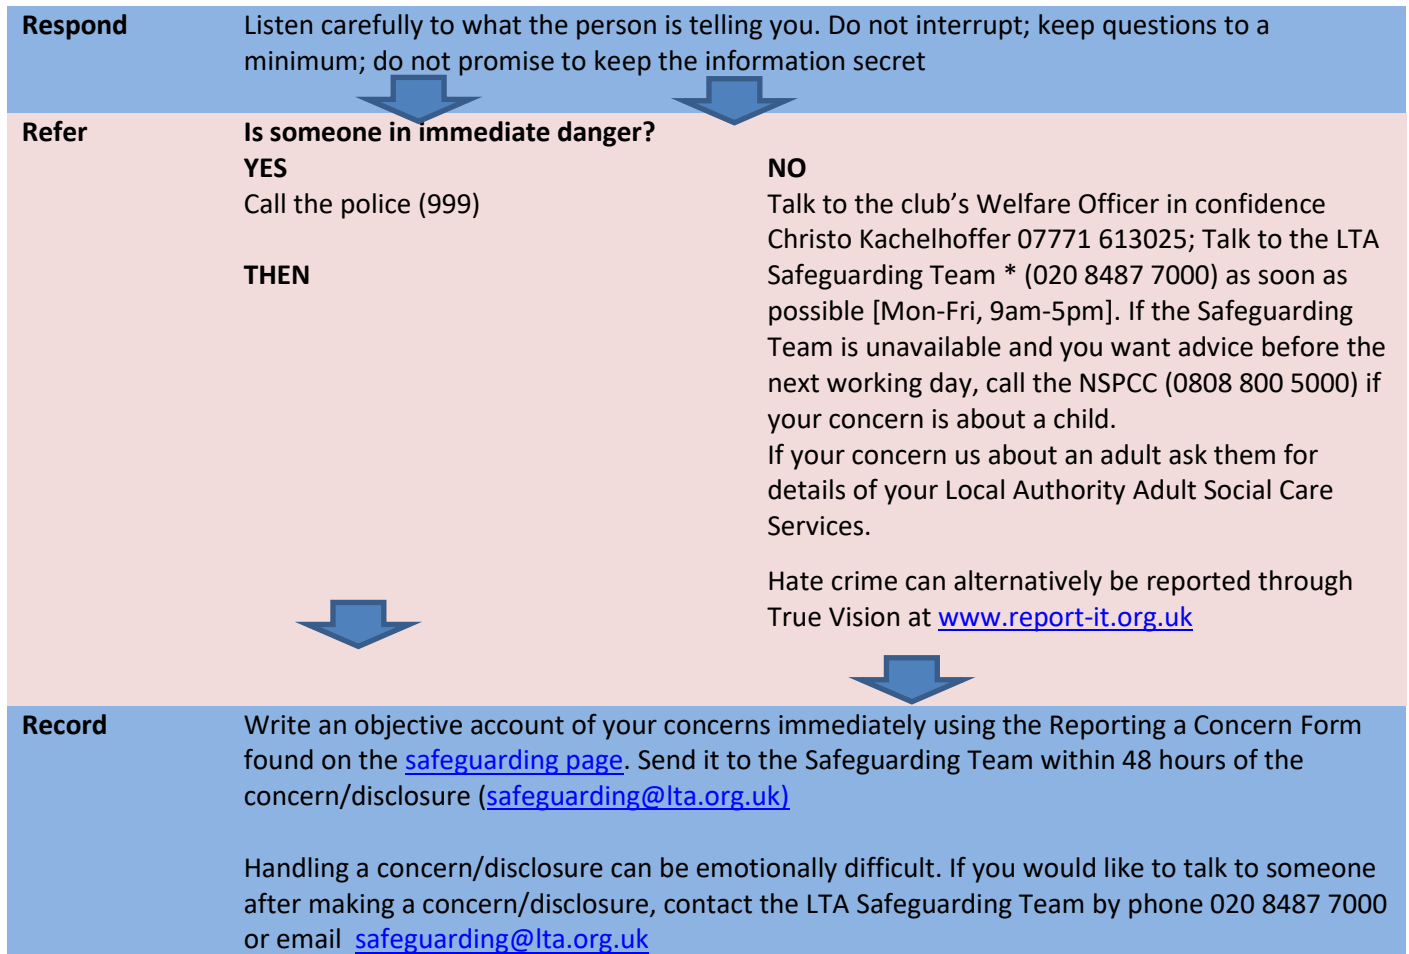 Respond
Listen carefully to what the person is telling you. Do not interrupt; keep questions to a
minimum; do not promise to keep the information secret
Refer
Is someone in immediate danger?
YES
Call the police (999)
THEN
NO
Talk to the club’s Welfare Officer in confidence
Christo Kachelhoffer 07771 613025; Talk to the LTA
Safeguarding Team * (020 8487 7000) as soon as
possible [Mon-Fri, 9am-5pm]. If the Safeguarding
Team is unavailable and you want advice before the
next working day, call the NSPCC (0808 800 5000) if
your concern is about a child.
If your concern us about an adult ask them for
details of your Local Authority Adult Social Care
Services.
Hate crime can alternatively be reported through
True Vision at www.report-it.org.uk
Record
Write an objective account of your concerns immediately using the Reporting a Concern Form
found on the safeguarding page. Send it to the Safeguarding Team within 48 hours of the
concern/disclosure (safeguarding@lta.org.uk)
Handling a concern/disclosure can be emotionally difficult. If you would like to talk to someone
after making a concern/disclosure, contact the LTA Safeguarding Team by phone 020 8487 7000
or email safeguarding@lta.org.uk